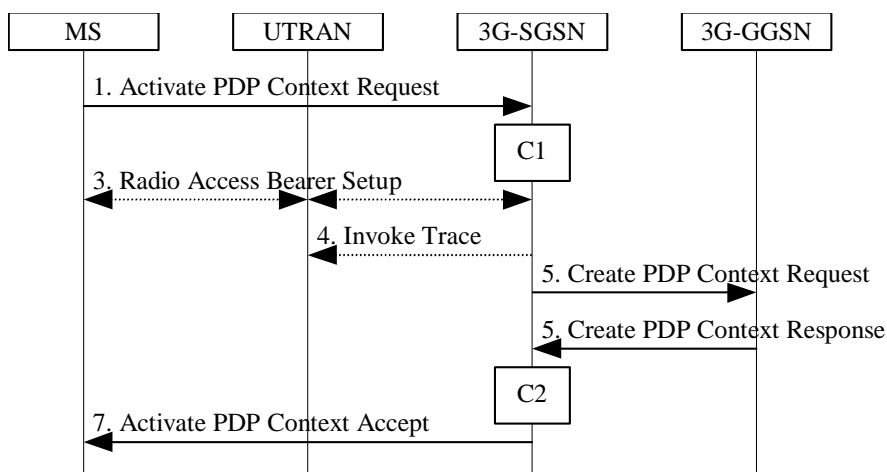 MS
UTRAN
3G-SGSN
3G-GGSN
1. Activate PDP Context Request
C1
3. Radio Access Bearer Setup
4. Invoke Trace
5. Create PDP Context Request
5. Create PDP Context Response
C2
7. Activate PDP Context Accept